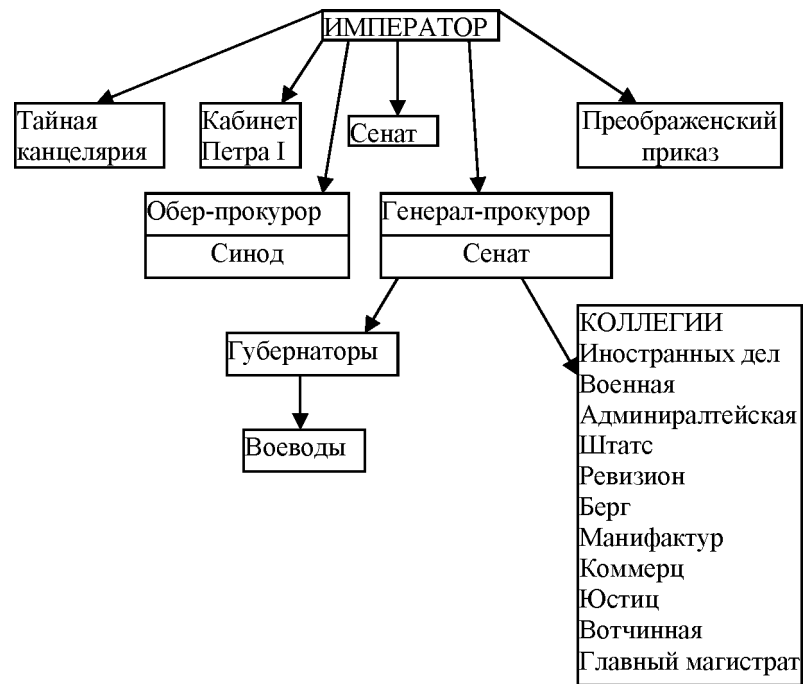 ИМПЕРАТОР
Тайная
канцелярия
Кабинет
Петра I
Сенат
Преображенский
приказ
Обер-прокурор
Синод
Генерал-прокурор
Сенат
Губернаторы
Воеводы
КОЛЛЕГИИ
Иностранных дел
Военная
Админиралтейская
Штатс
Ревизион
Берг
Манифактур
Коммерц
Юстиц
Вотчинная
Главный магистрат